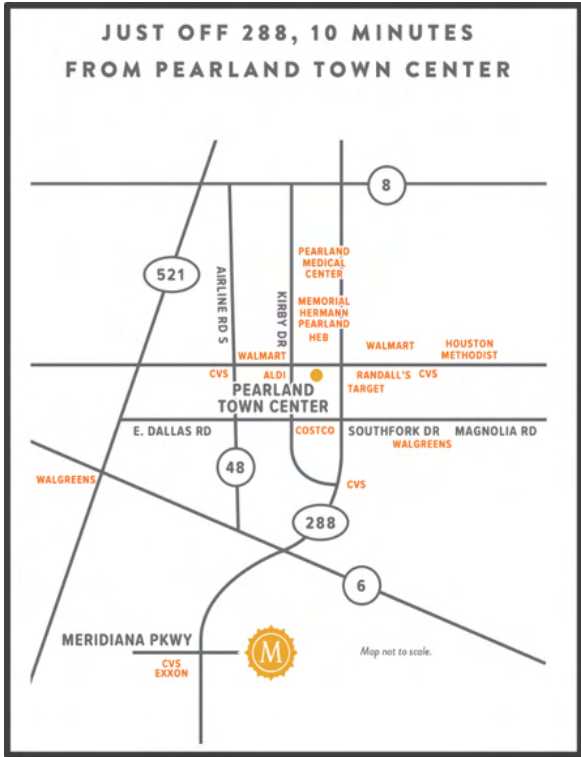 JUST OFF 288, 10 MINUTES
FROM PEARLAND TOWN CENTER
8
521
AIRLINE RD S
KIRBY DR
PEARLAND
MEDICAL
CENTER
MEMORIAL
HERMANN
PEARLAND
HEB
WALMART
WALMART
HOUSTON
METHODIST
CVS
ALDI
RANDALL'S
CVS
TARGET
PEARLAND
TOWN CENTER
E. DALLAS RD
COSTCO
SOUTHFORK DR
MAGNOLIA RD
WALGREENS
WALGREENS
48
CVS
288
6
MERIDIANA PKWY
M
Map not to scale.
CVS
EXXON